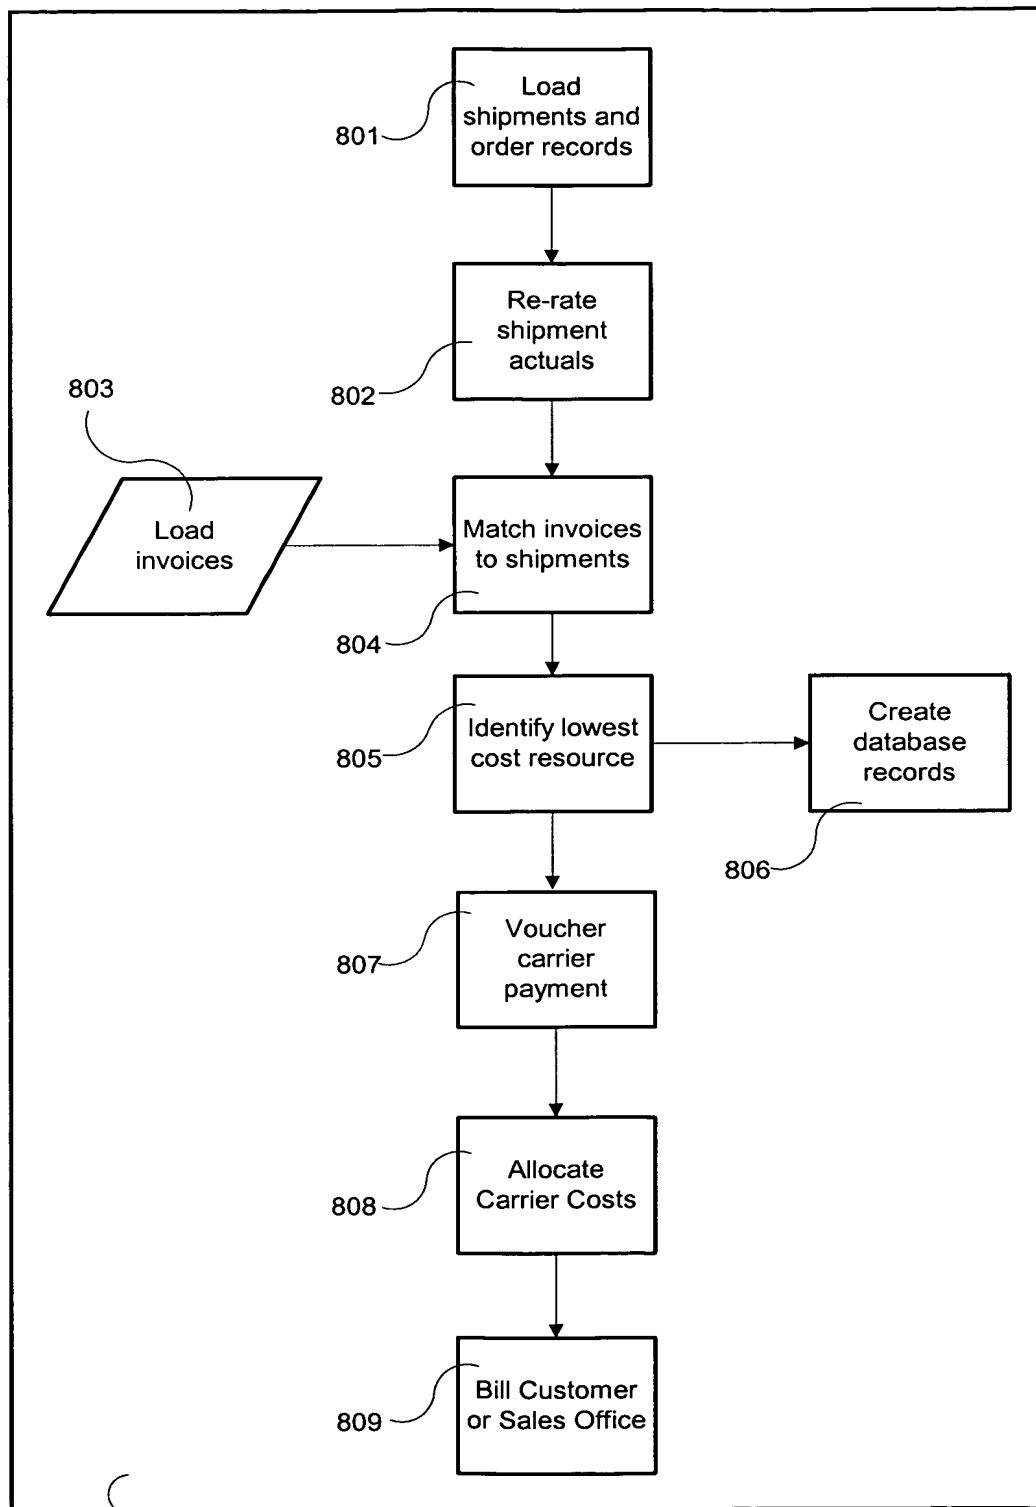 Load
shipments and
order records
801
Re-rate
shipment
actuals
802
803
Load
invoices
Match invoices
to shipments
804
Identify lowest
cost resource
805
Create
database
records
806
Voucher
carrier
payment
807
Allocate
Carrier Costs
808
Bill Customer
or Sales Office
809